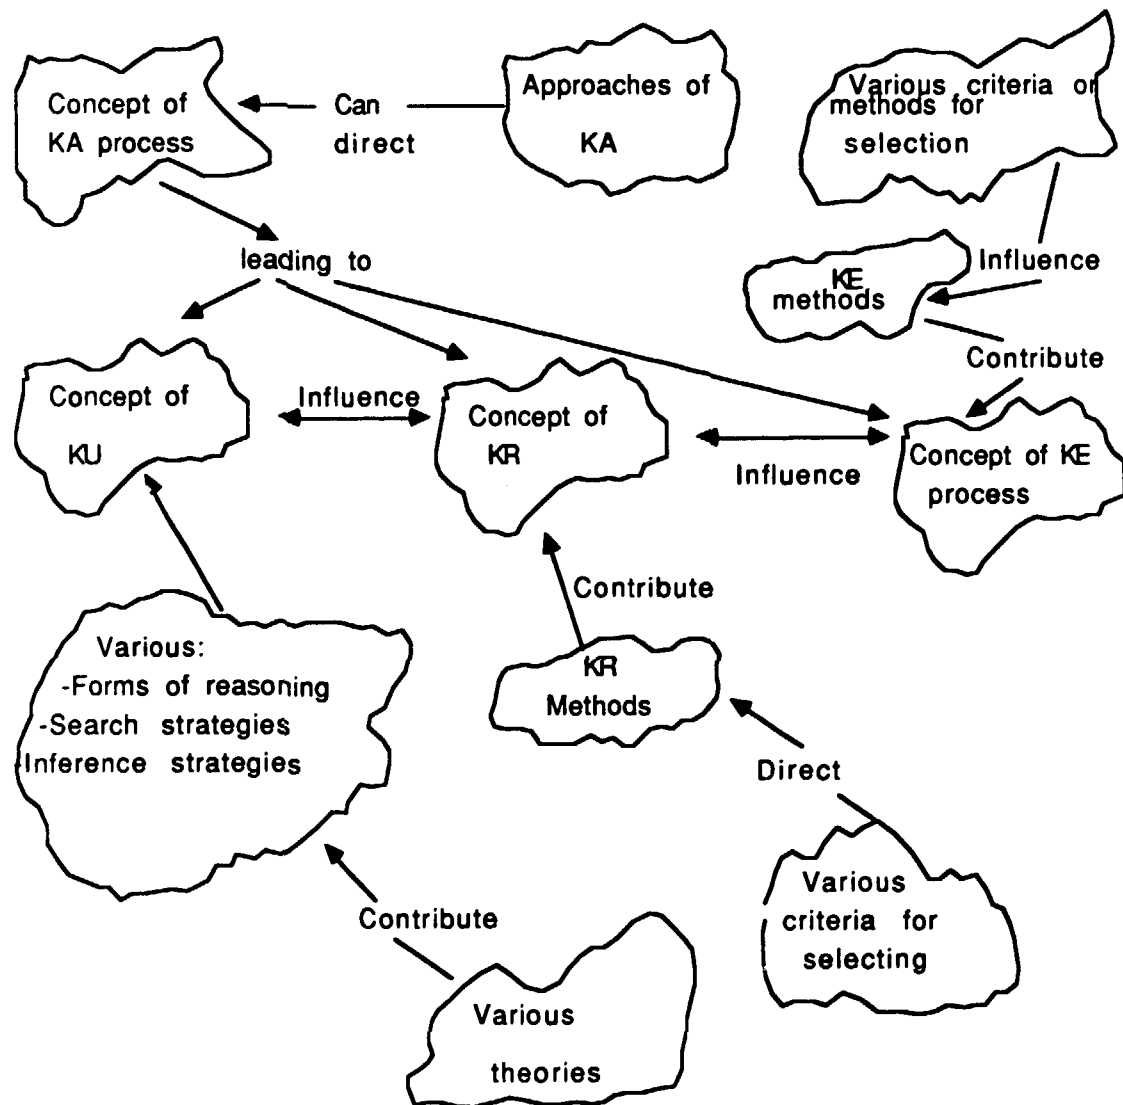 Concept of
KA process
Can
direct
Approaches of
KA
Various criteria or
methods for
selection
leading to
KE
methods
Influence
Contribute
Concept of
KU
Influence
Concept of
KR
Influence
Concept of KE
process
Contribute
Various:
-Forms of reasoning
-Search strategies
-Inference strategies
KR
Methods
Direct
Various
criteria for
selecting
Contribute
Various
theories